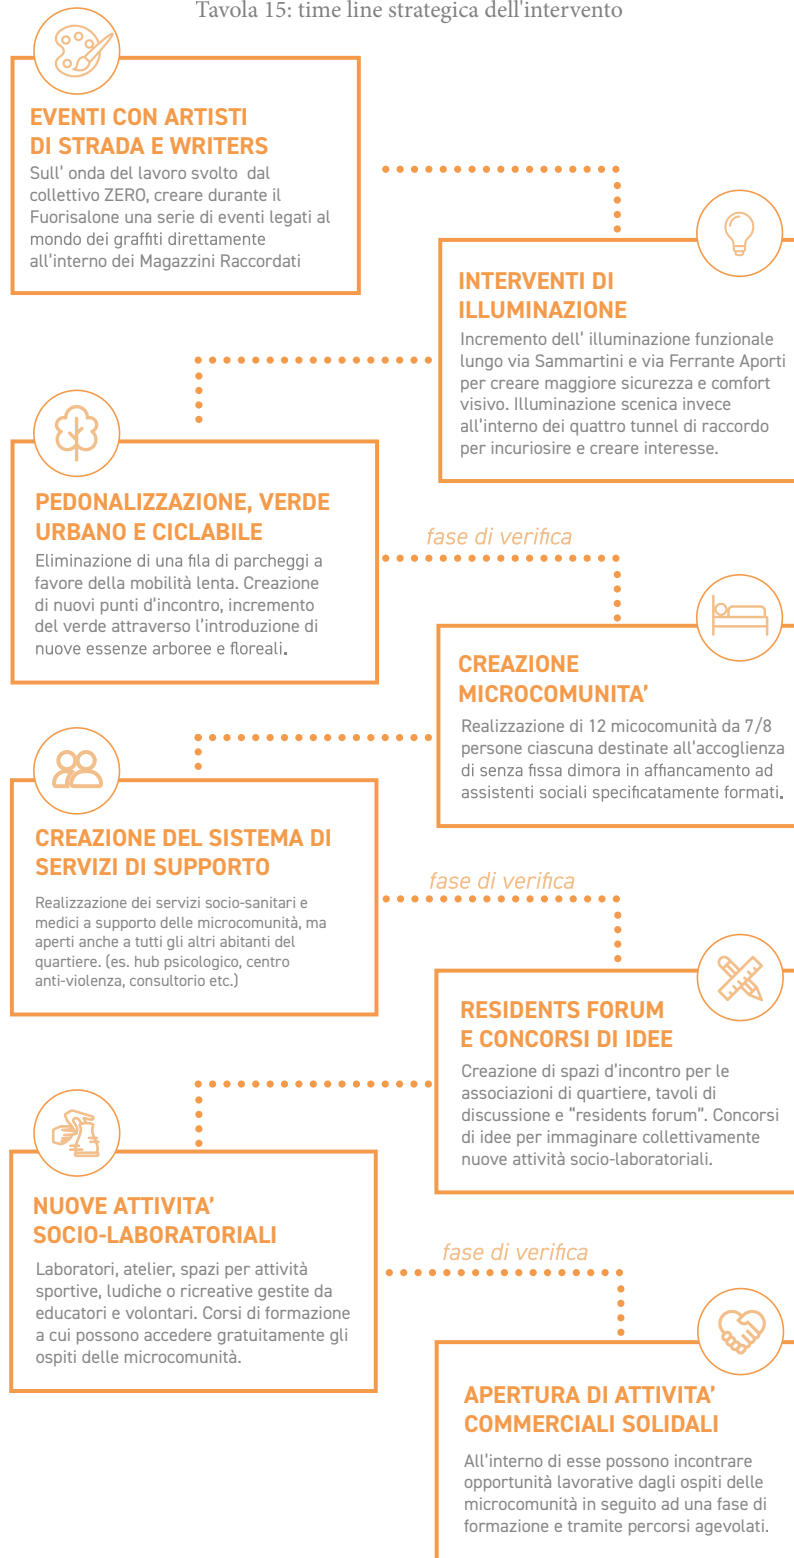 Tavola 15: time line strategica dell'intervento
EVENTI CON ARTISTI
DI STRADA E WRITERS
Sull' onda del lavoro svolto dal
collettivo ZERO, creare durante il
Fuorisalone una serie di eventi legati al
mondo dei graffiti direttamente
all'interno dei Magazzini Raccordati
INTERVENTI DI
ILLUMINAZIONE
Incremento dell' illuminazione funzionale
lungo via Sammartini e via Ferrante Aporti
per creare maggiore sicurezza e comfort
visivo. Illuminazione scenica invece
all'interno dei quattro tunnel di raccordo
per incuriosire e creare interesse.
PEDONALIZZAZIONE, VERDE
URBANO E CICLABILE
Eliminazione di una fila di parcheggi a
favore della mobilità lenta. Creazione
di nuovi punti d'incontro, incremento
del verde attraverso l'introduzione di
nuove essenze arboree e floreali.
fase di verifica
CREAZIONE
MICROCOMUNITA'
Realizzazione di 12 micocomunità da 7/8
persone ciascuna destinate all'accoglienza
di senza fissa dimora in affiancamento ad
assistenti sociali specificatamente formati.
CREAZIONE DEL SISTEMA DI
SERVIZI DI SUPPORTO
Realizzazione dei servizi socio-sanitari e
medici a supporto delle microcomunità, ma
aperti anche a tutti gli altri abitanti del
quartiere. (es. hub psicologico, centro
anti-violenza, consultorio etc.)
fase di verifica
RESIDENTS FORUM
E CONCORSI DI IDEE
Creazione di spazi d'incontro per le
associazioni di quartiere, tavoli di
discussione e "residents forum". Concorsi
di idee per immaginare collettivamente
nuove attività socio-laboratoriali.
NUOVE ATTIVITA'
SOCIO-LABORATORIALI
Laboratori, atelier, spazi per attività
sportive, ludiche o ricreative gestite da
educatori e volontari. Corsi di formazione
a cui possono accedere gratuitamente gli
ospiti delle microcomunità.
fase di verifica
APERTURA DI ATTIVITA'
COMMERCIALI SOLIDALI
All'interno di esse possono incontrare
opportunità lavorative dagli ospiti delle
microcomunità in seguito ad una fase di
formazione e tramite percorsi agevolati.